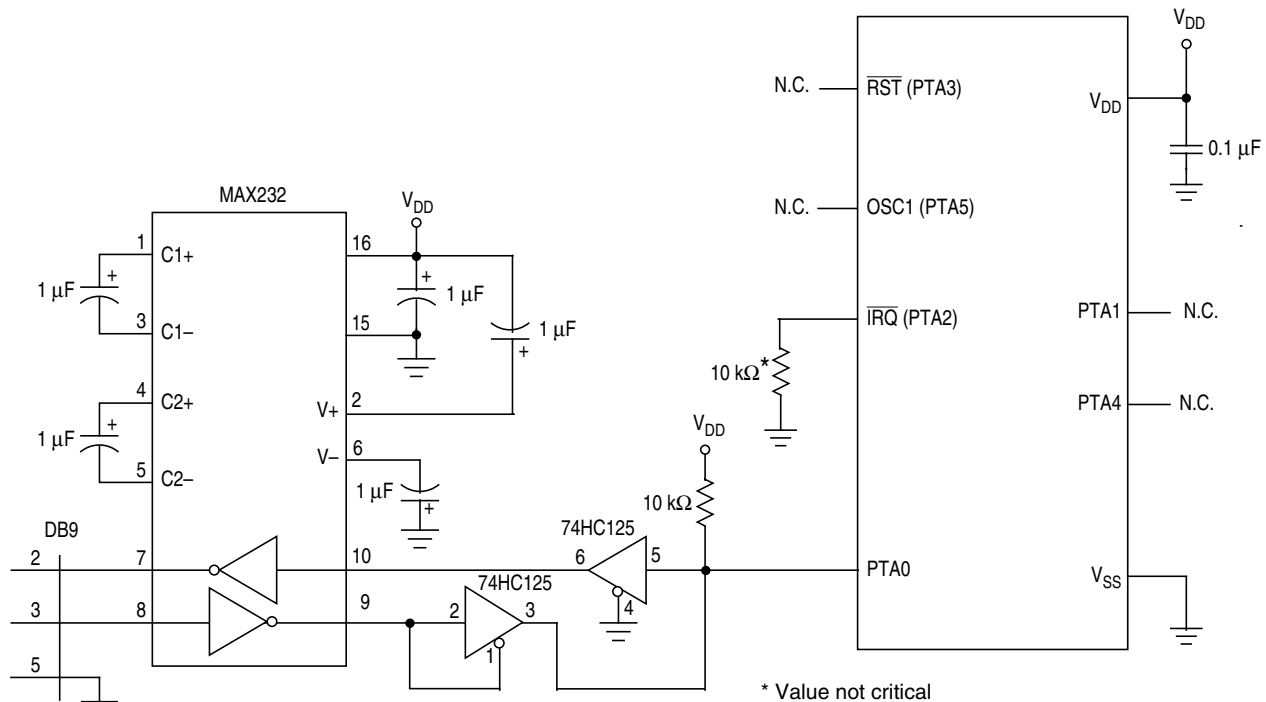 V_DD
N.C.
R̅S̅T̅ (PTA3)
V_DD
0.1 μF
MAX232
V_DD
N.C.
OSC1 (PTA5)
1
C1+
16
+
1 μF
+
1 μF
3
C1–
15
1 μF
+
I̅R̅Q̅ (PTA2)
PTA1
N.C.
10 kΩ*
4
C2+
V+
2
PTA4
N.C.
+
1 μF
V_DD
5
C2–
V–
6
1 μF
+
10 kΩ
DB9
74HC125
2
7
10
6
5
PTA0
V_SS
4
74HC125
3
8
9
2
3
1
5
* Value not critical